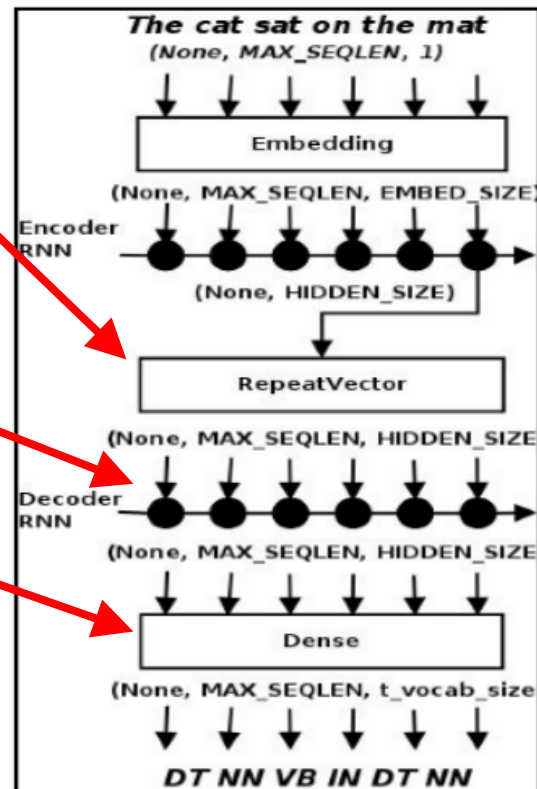 The cat sat on the mat
(None, MAX_SEQLEN, 1)
Embedding
(None, MAX_SEQLEN, EMBED_SIZE)
Encoder
RNN
(None, HIDDEN_SIZE)
RepeatVector
(None, MAX_SEQLEN, HIDDEN_SIZE
Decoder
RNN
(None, MAX_SEQLEN, HIDDEN_SIZE
Dense
(None, MAX_SEQLEN, t_vocab_size
DT NN VB IN DT NN